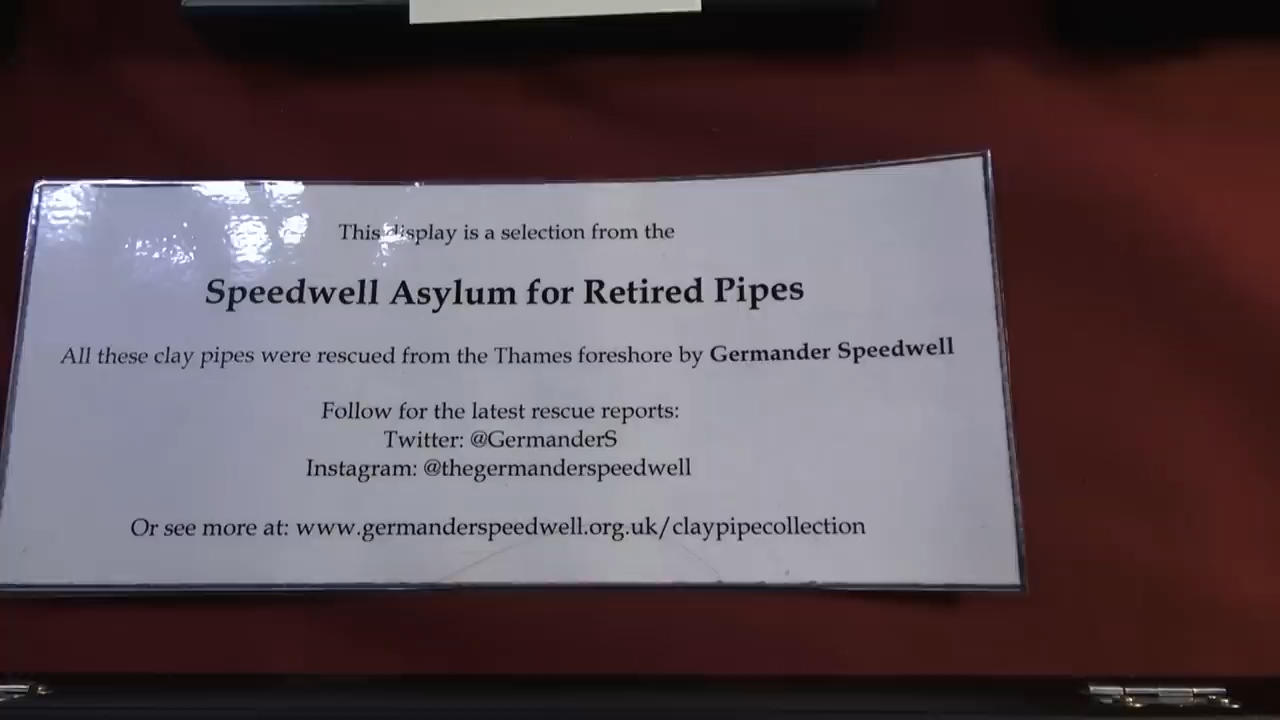 This display is a selection from the
Speedwell Asylum for Retired Pipes
All these clay pipes were rescued from the Thames foreshore by Germander Speedwell
Follow for the latest rescue reports:
Twitter: @GermanderS
Instagram: @thegermanderspeedwell
Or see more at: www.germanderspeedwell.org.uk/claypipecollection